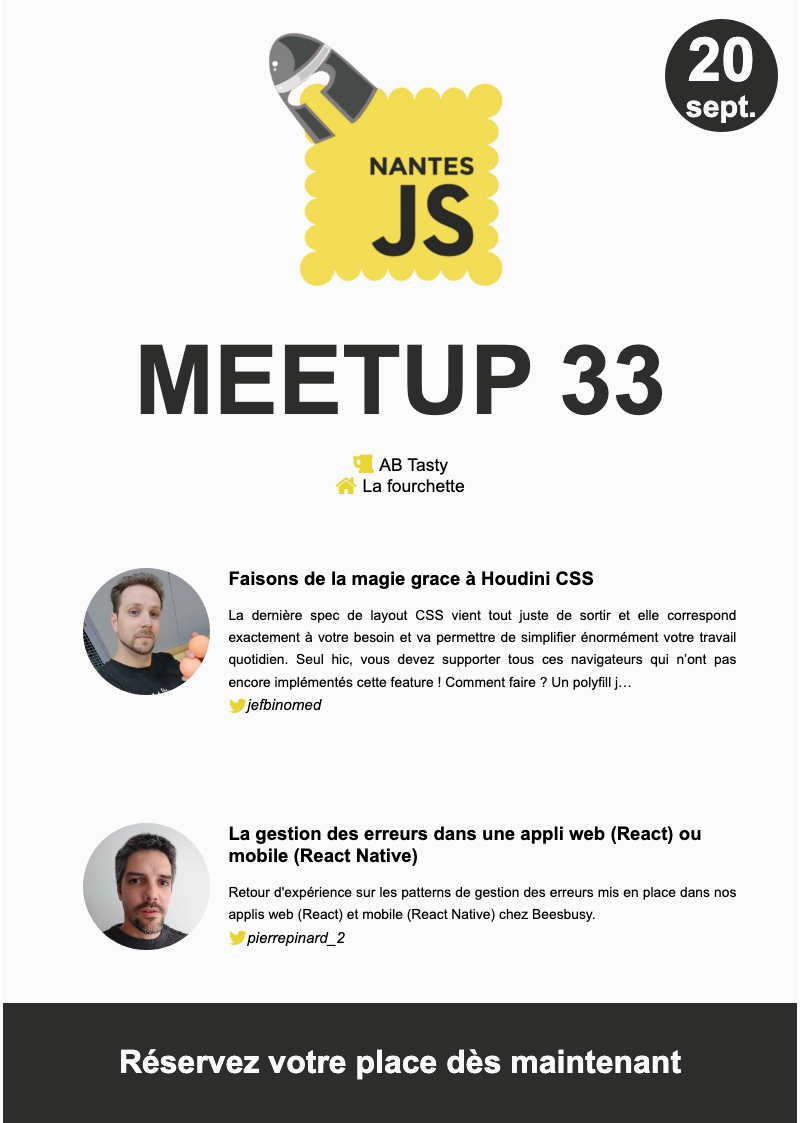 20
sept.
NANTES
JS
MEETUP 33
AB Tasty
La fourchette
Faisons de la magie grace à Houdini CSS
La dernière spec de layout CSS vient tout juste de sortir et elle correspond
exactement à votre besoin et va permettre de simplifier énormément votre travail
quotidien. Seul hic, vous devez supporter tous ces navigateurs qui n’ont pas
encore implémentés cette feature ! Comment faire ? Un polyfill j…
jefbinomed
La gestion des erreurs dans une appli web (React) ou
mobile (React Native)
Retour d'expérience sur les patterns de gestion des erreurs mis en place dans nos
applis web (React) et mobile (React Native) chez Beesbusy.
pierrepinard_2
Réservez votre place dès maintenant